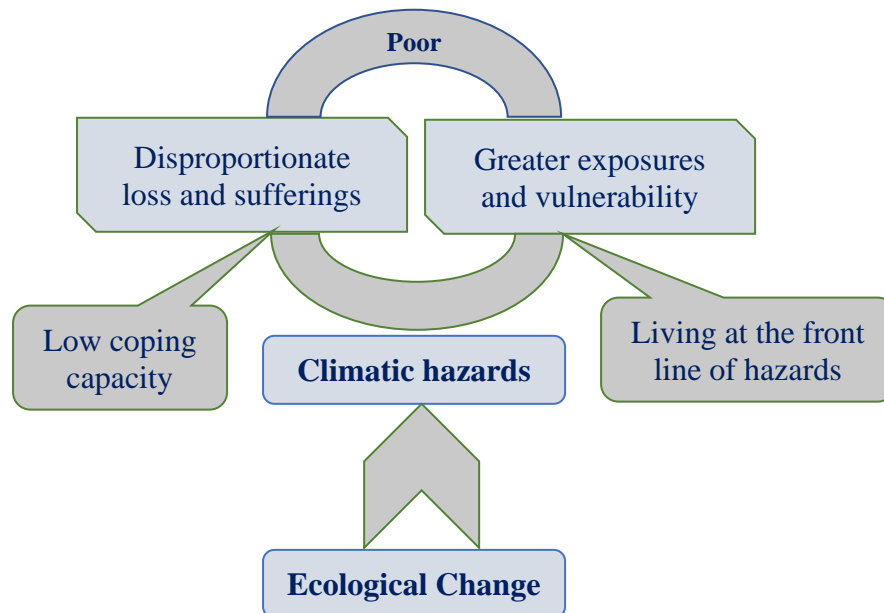 Poor
Disproportionate
loss and sufferings
Greater exposures
and vulnerability
Low coping
capacity
Climatic hazards
Living at the front
line of hazards
Ecological Change